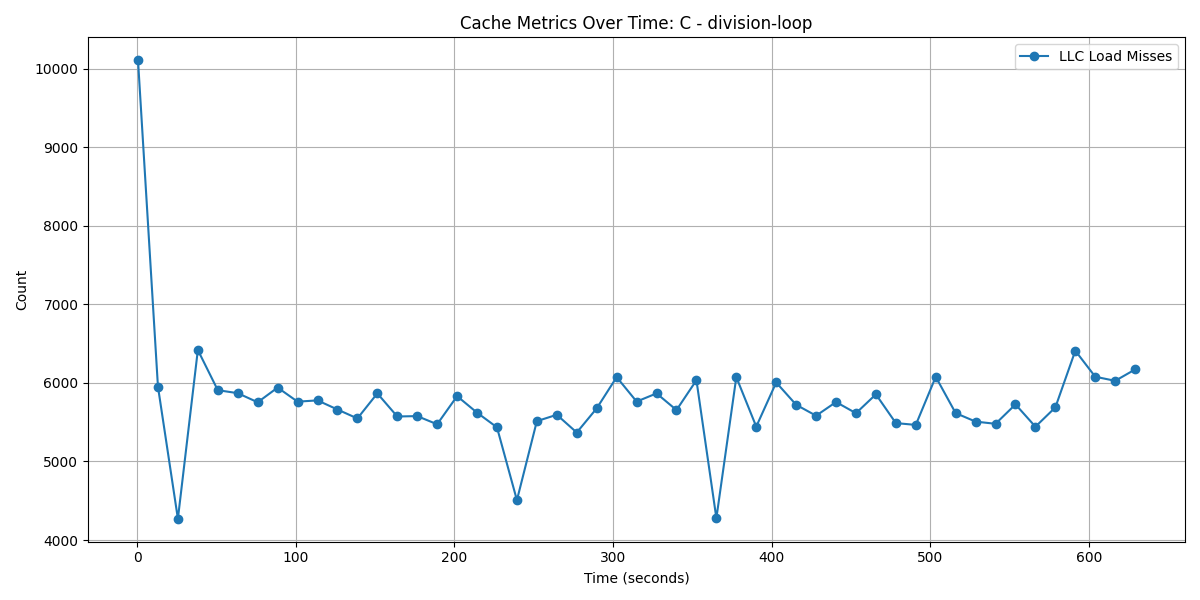 Cache Metrics Over Time: C - division-loop
LLC Load Misses
10000
9000
8000
7000
6000
5000
4000
Count
0 100 200 300 400 500 600
Time (seconds)